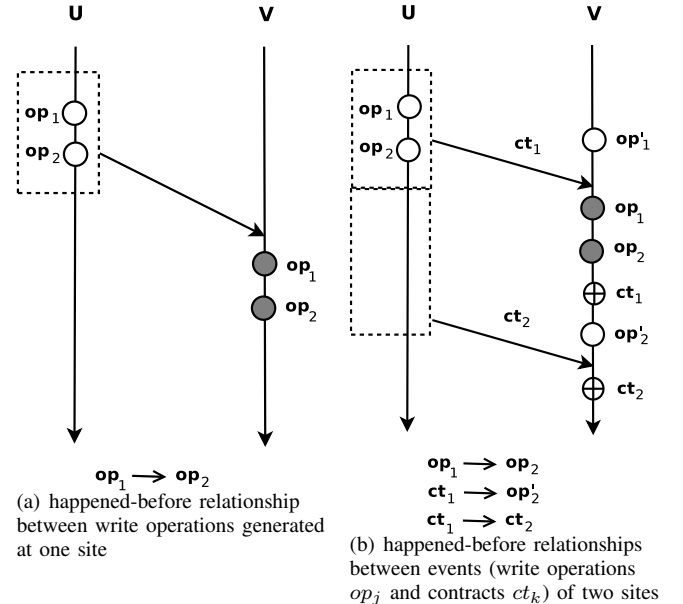 U V
op1
op2
op1
op2
op1 → op2
(a) happened-before relationship
between write operations generated
at one site
U V
op1
op2
ct1
op'1
op1
op2
ct1
ct2
op'2
ct2
op1 → op2
ct1 → op'2
ct1 → ct2
(b) happened-before relationships
between events (write operations
opj and contracts ctk) of two sites